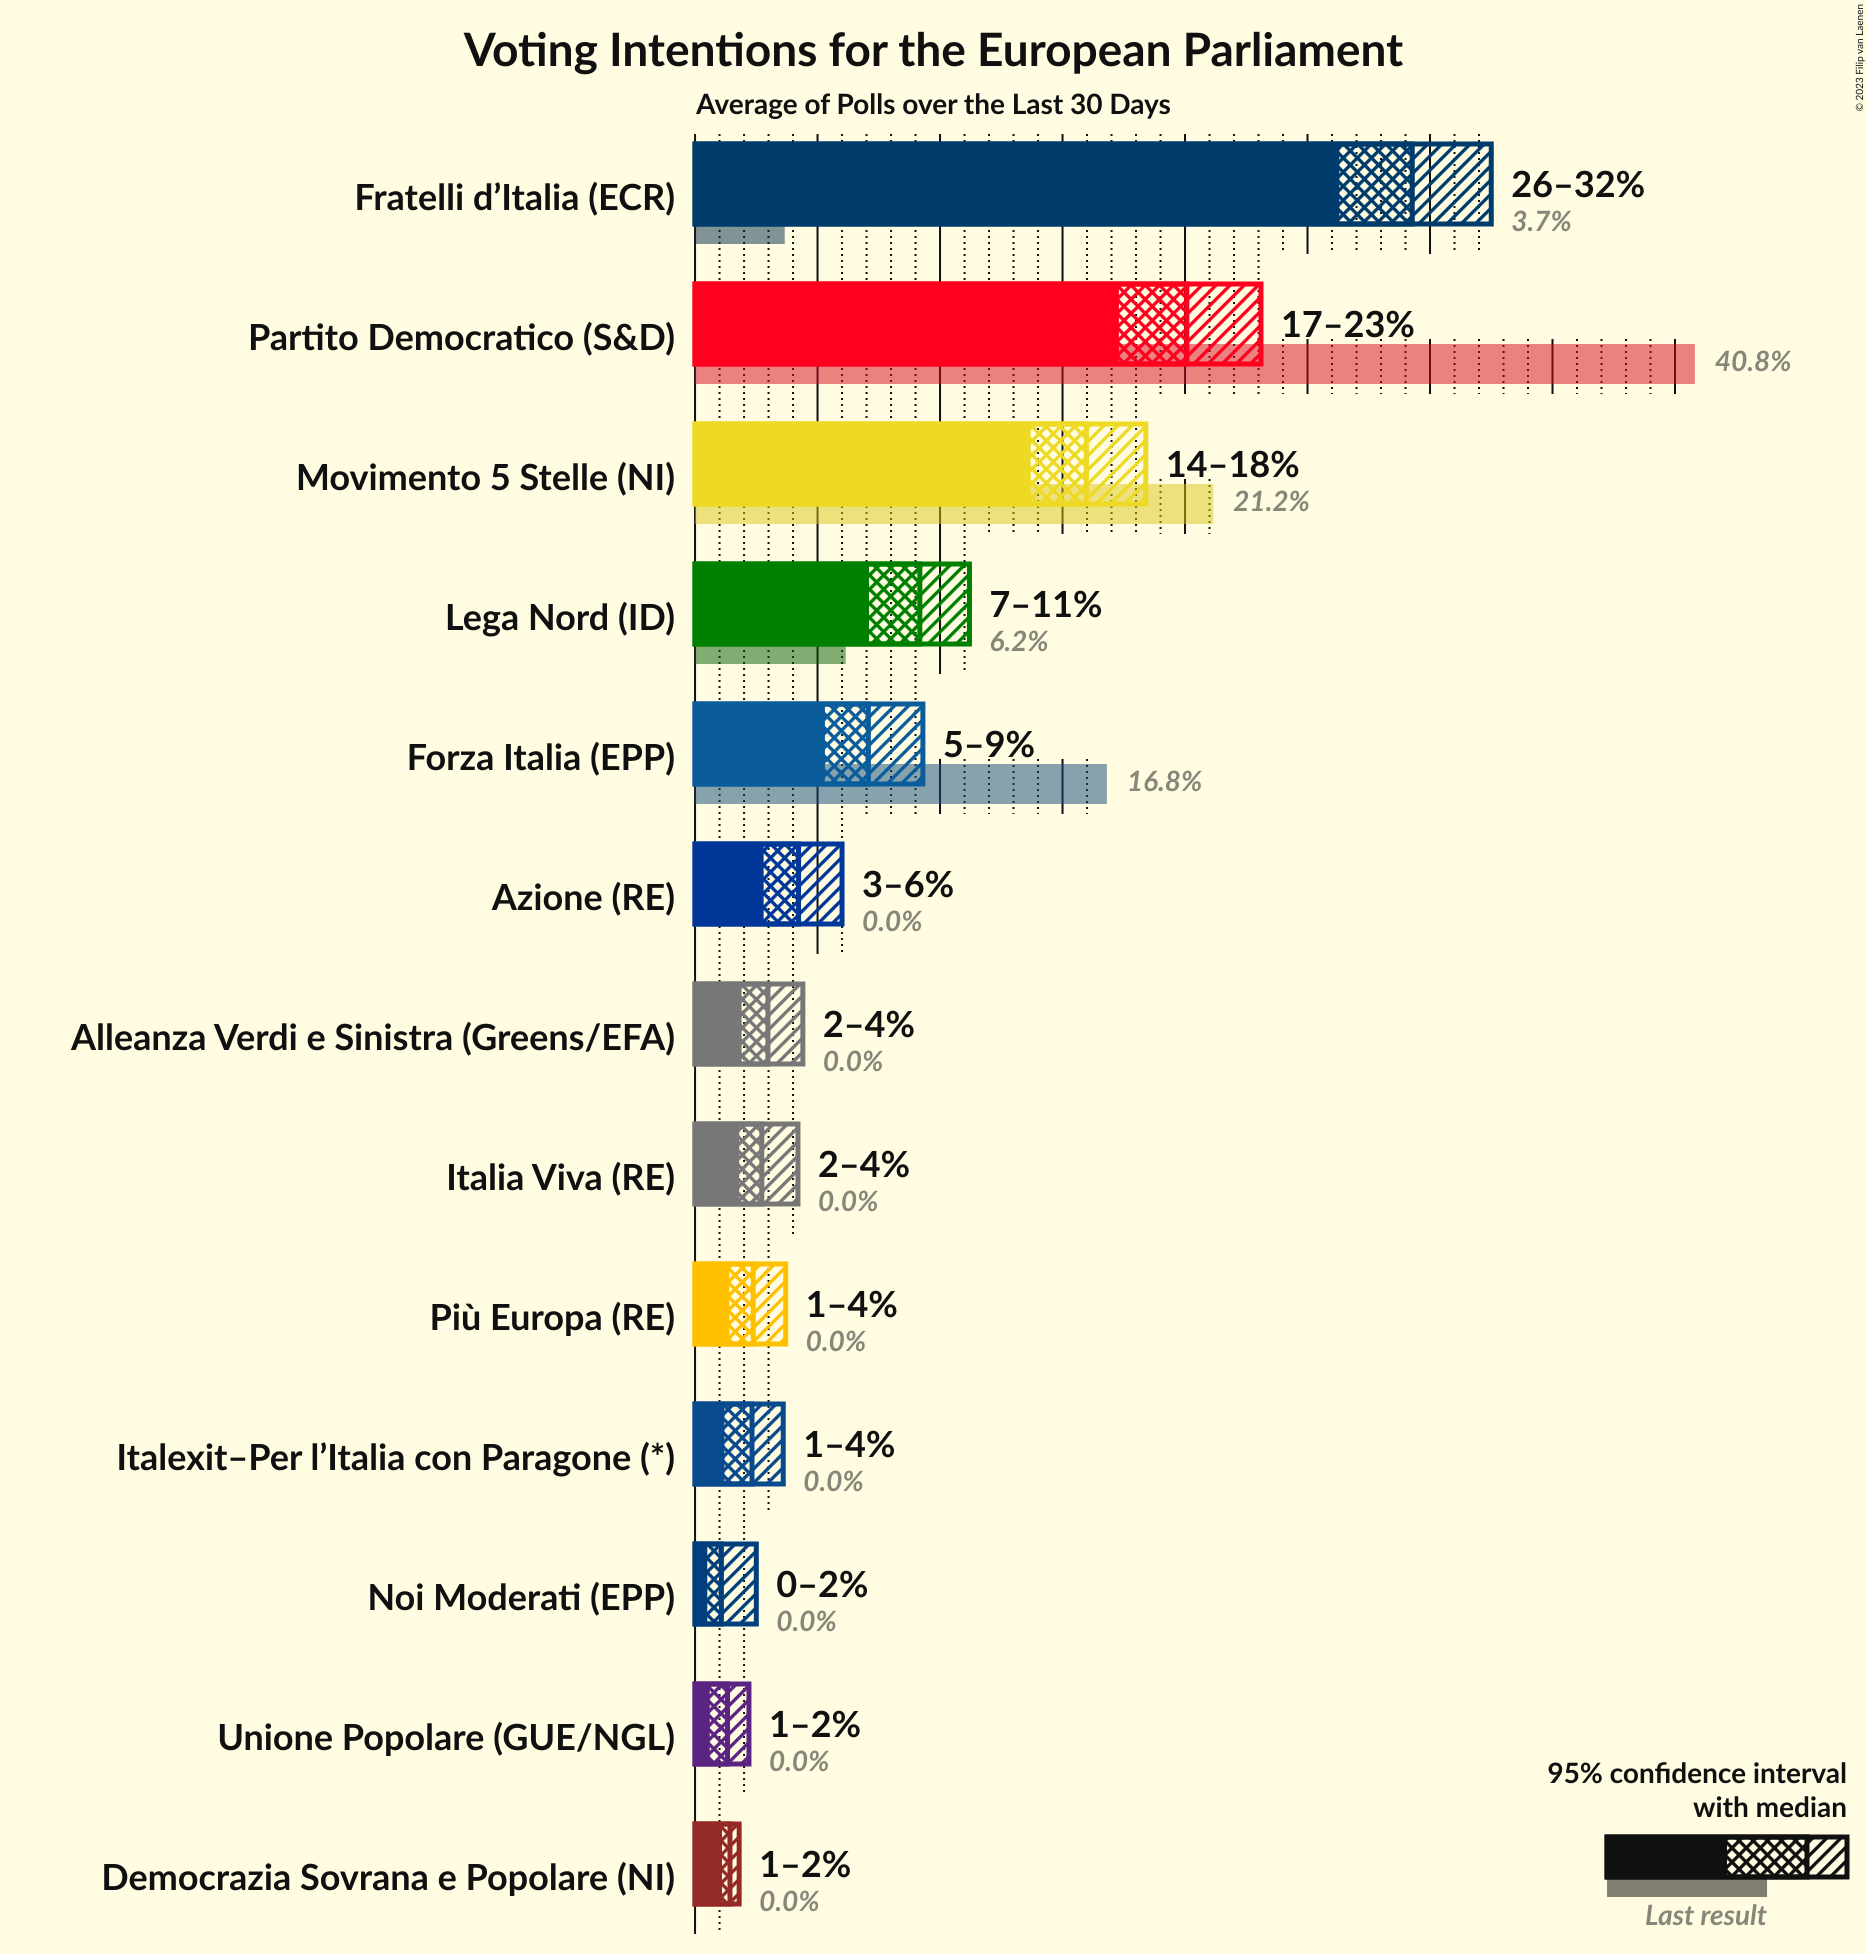 Voting Intentions for the European Parliament
Average of Polls over the Last 30 Days
© 2023 Filip van Laenen
Fratelli d’Italia (ECR)
26–32%
3.7%
Partito Democratico (S&D)
17–23%
40.8%
Movimento 5 Stelle (NI)
14–18%
21.2%
Lega Nord (ID)
7–11%
6.2%
Forza Italia (EPP)
5–9%
16.8%
Azione (RE)
3–6%
0.0%
Alleanza Verdi e Sinistra (Greens/EFA)
2–4%
0.0%
Italia Viva (RE)
2–4%
0.0%
Più Europa (RE)
1–4%
0.0%
Italexit–Per l’Italia con Paragone (*)
1–4%
0.0%
Noi Moderati (EPP)
0–2%
0.0%
Unione Popolare (GUE/NGL)
1–2%
0.0%
Democrazia Sovrana e Popolare (NI)
1–2%
0.0%
95% confidence interval
with median
Last result